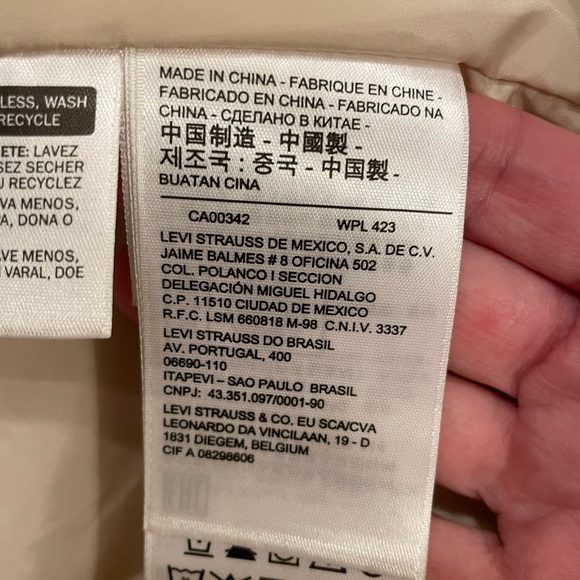 LESS, WASH
RECYCLE
ETE: LAVEZ
SEZ SECHER
U RECYCLEZ
VA MENOS,
PA, DONA O
AVE MENOS,
VARAL, DOE
MADE IN CHINA - FABRIQUE EN CHINE -
FABRICADO EN CHINA - FABRICADO NA
CHINA - СДЕЛАНО В КИТАЕ -
中国制造 - 中國製 -
제조국 : 중국 - 中国製 -
BUATAN CINA
CA00342 WPL 423
LEVI STRAUSS DE MEXICO, S.A. DE C.V.
JAIME BALMES # 8 OFICINA 502
COL. POLANCO I SECCION
DELEGACIÓN MIGUEL HIDALGO
C.P. 11510 CIUDAD DE MEXICO
R.F.C. LSM 660818 M-98 C.N.I.V. 3337
LEVI STRAUSS DO BRASIL
AV. PORTUGAL, 400
06690-110
ITAPEVI – SAO PAULO BRASIL
CNPJ: 43.351.097/0001-90
LEVI STRAUSS & CO. EU SCA/CVA
LEONARDO DA VINCILAAN, 19 - D
1831 DIEGEM, BELGIUM
CIF A 08298606